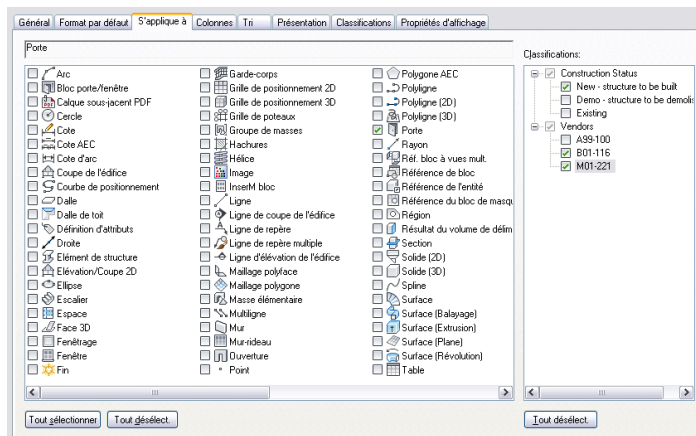 Général Format par défaut S'applique à Colonnes Tri Présentation Classifications Propriétés d'affichage
Porte
Arc
Bloc porte/fenêtre
Calque sous-jacent PDF
Cercle
Cote
Cote AEC
Cote d'arc
Coupe de l'édifice
Courbe de positionnement
Dalle
Dalle de toit
Définition d'attributs
Droite
Elément de structure
Elévation/Coupe 2D
Ellipse
Escalier
Espace
Face 3D
Fenêtrage
Fenêtre
Fin
Garde-corps
Grille de positionnement 2D
Grille de positionnement 3D
Grille de poteaux
Groupe de masses
Hachures
Hélice
Image
InserM bloc
Ligne
Ligne de coupe de l'édifice
Ligne de repère
Ligne de repère multiple
Ligne d'élévation de l'édifice
Maillage polyface
Maillage polygone
Masse élémentaire
Multiligne
Mur
Mur-rideau
Ouverture
Point
Polygone AEC
Polyligne
Polyligne (2D)
Polyligne (3D)
Porte
Rayon
Réf. bloc à vues mult.
Référence de bloc
Référence de l'entité
Référence du bloc de masqu
Région
Résultat du volume de délim
Section
Solide (2D)
Solide (3D)
Spline
Surface
Surface (Balayage)
Surface (Extrusion)
Surface (Plane)
Surface (Révolution)
Table
Tout sélectionner Tout désélect.
Classifications:
Construction Status
New - structure to be built
Demo - structure to be demolis
Existing
Vendors
A99-100
B01-116
M01-221
Tout désélect.